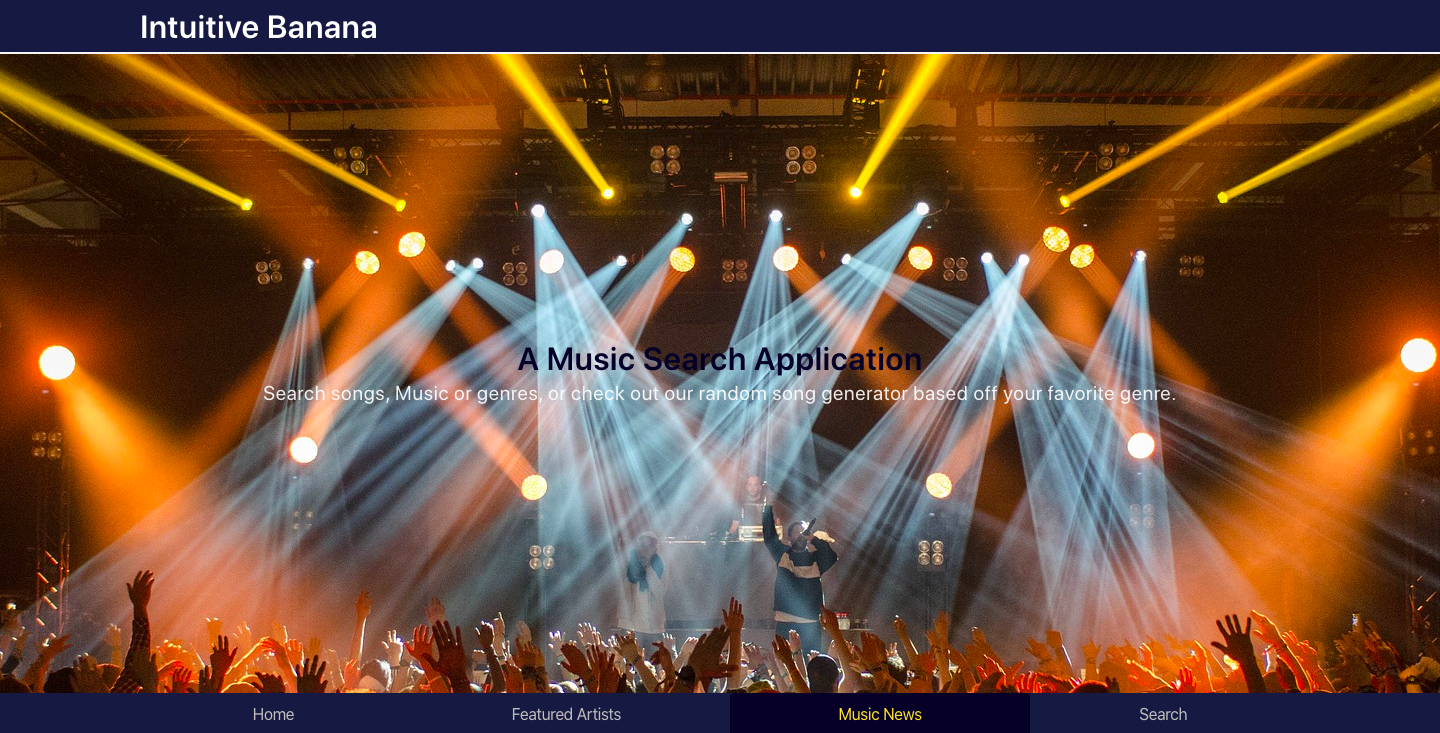 Intuitive Banana
A Music Search Application
Search songs, Music or genres, or check out our random song generator based off your favorite genre.
Home Featured Artists Music News Search